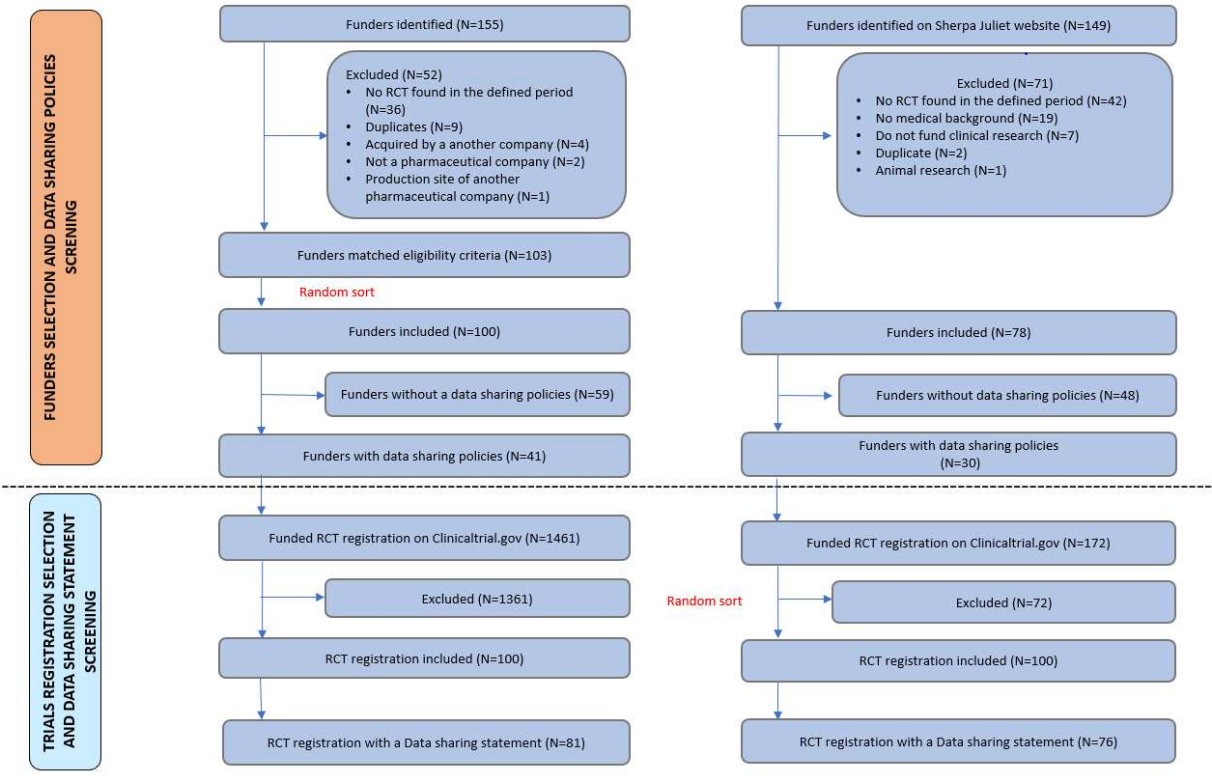 FUNDERS SELECTION AND DATA SHARING POLICIES
SCRENING
Funders identified (N=155)
Excluded (N=52)
• No RCT found in the defined period
(N=36)
• Duplicates (N=9)
• Acquired by a another company (N=4)
• Not a pharmaceutical company (N=2)
• Production site of another
pharmaceutical company (N=1)
Funders matched eligibility criteria (N=103)
Random sort
Funders included (N=100)
Funders without a data sharing policies (N=59)
Funders with data sharing policies (N=41)
Funders identified on Sherpa Juliet website (N=149)
Excluded (N=71)
• No RCT found in the defined period (N=42)
• No medical background (N=19)
• Do not fund clinical research (N=7)
• Duplicate (N=2)
• Animal research (N=1)
Funders included (N=78)
Funders without data sharing policies (N=48)
Funders with data sharing policies
(N=30)
TRIALS REGISTRATION SELECTION
AND DATA SHARING STATEMENT
SCREENING
Funded RCT registration on Clinicaltrial.gov (N=1461)
Excluded (N=1361)
RCT registration included (N=100)
RCT registration with a Data sharing statement (N=81)
Funded RCT registration on Clinicaltrial.gov (N=172)
Random sort
Excluded (N=72)
RCT registration included (N=100)
RCT registration with a Data sharing statement (N=76)